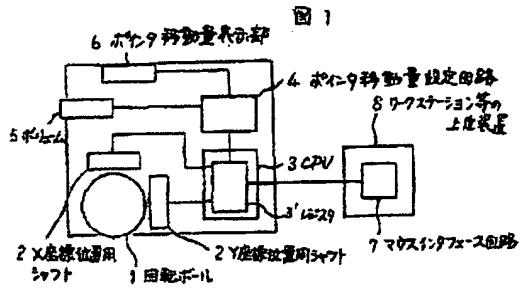 図1
6 ポインタ移動量表示部
4 ポインタ移動量設定回路
8 ワークステーション等の
上位装置
5 ボリューム
3 CPU
3' レジスタ
2 X座標位置用
シャフト
2 Y座標位置用シャフト
1 回転ボール
7 マウスインタフェース回路